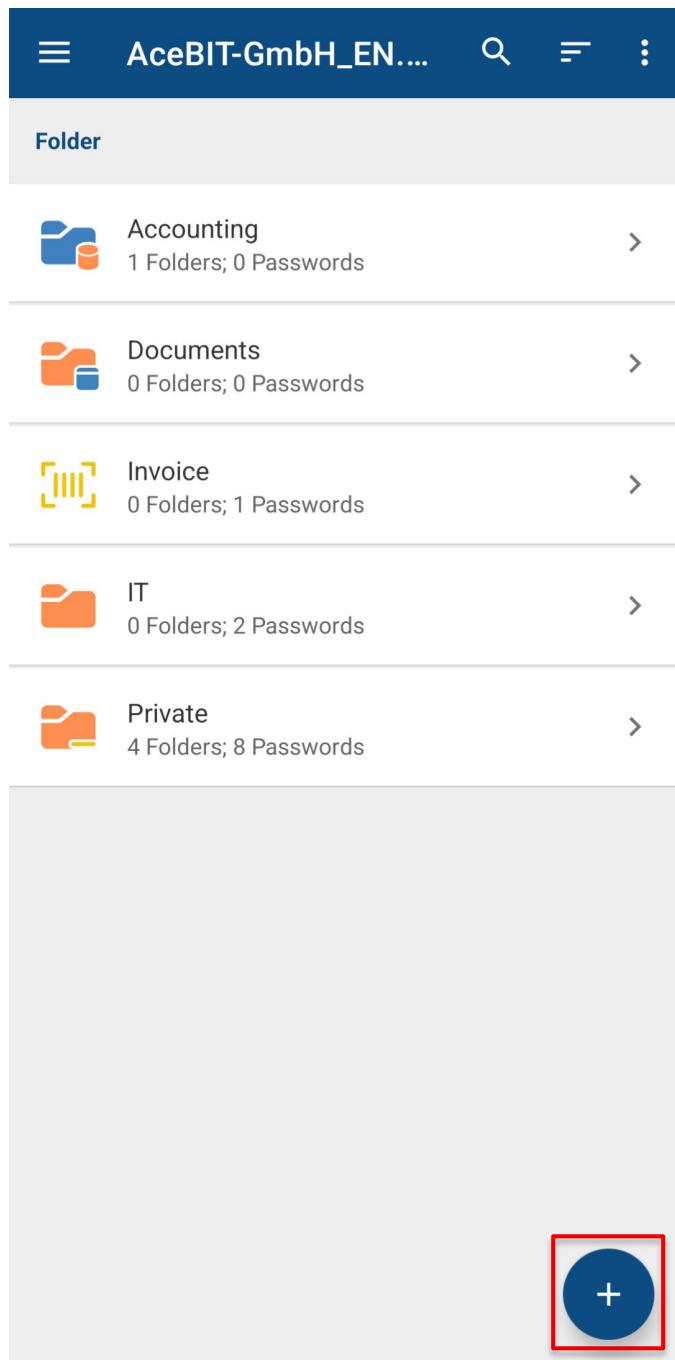 AceBIT-GmbH_EN....
Folder
Accounting
1 Folders; 0 Passwords
Documents
0 Folders; 0 Passwords
Invoice
0 Folders; 1 Passwords
IT
0 Folders; 2 Passwords
Private
4 Folders; 8 Passwords
+